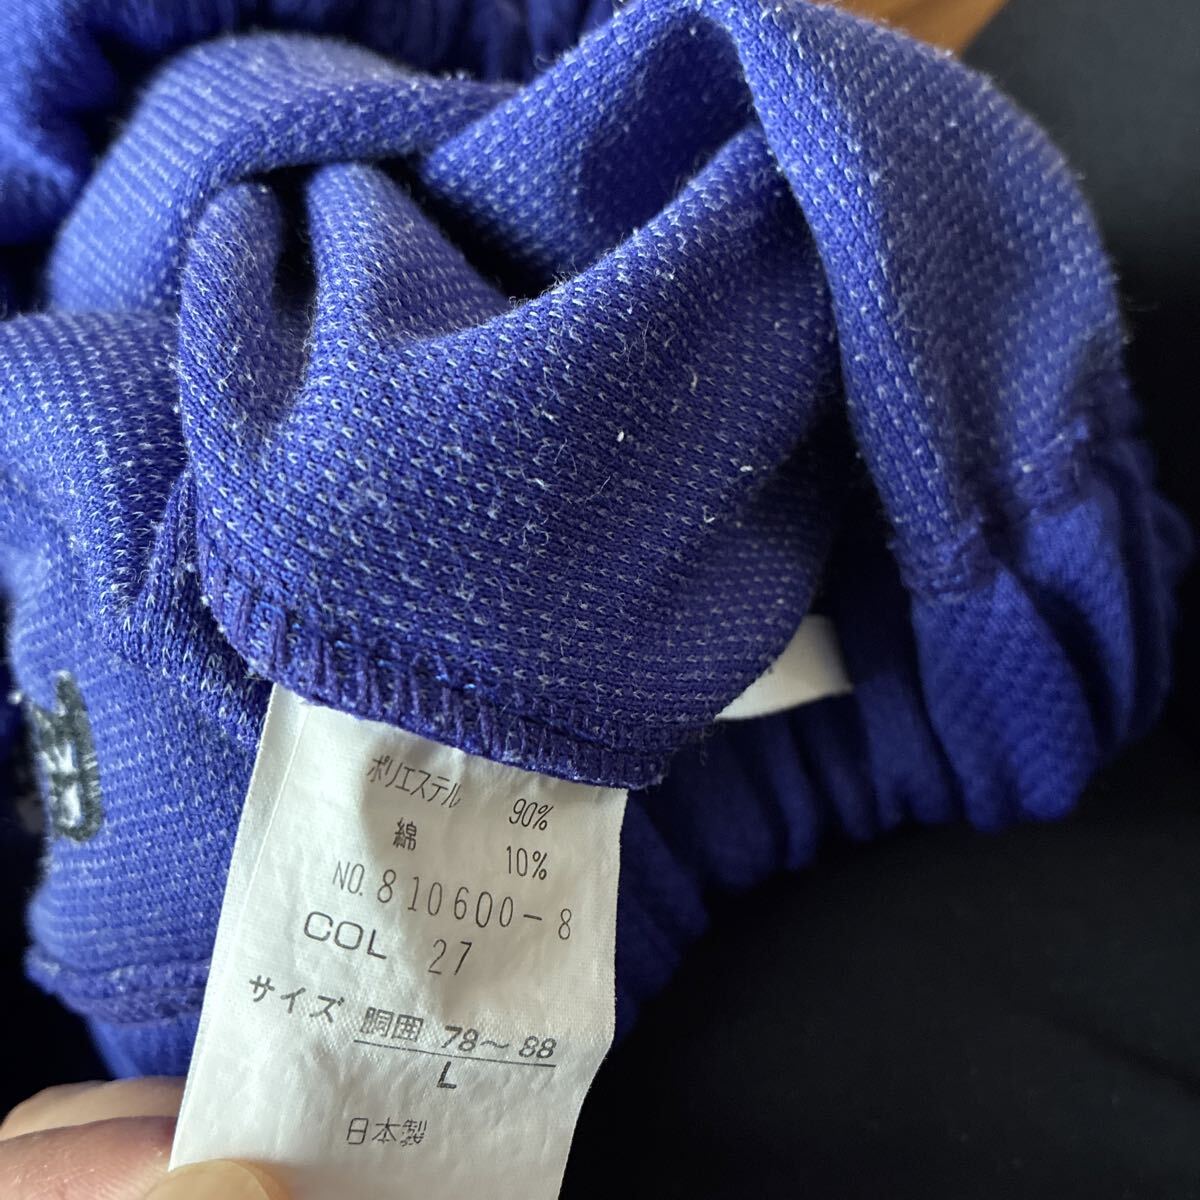 ポリエステル 90%
綿 10%
NO. 810600-8
COL 27
サイズ 胴囲 78～88
L
日本製